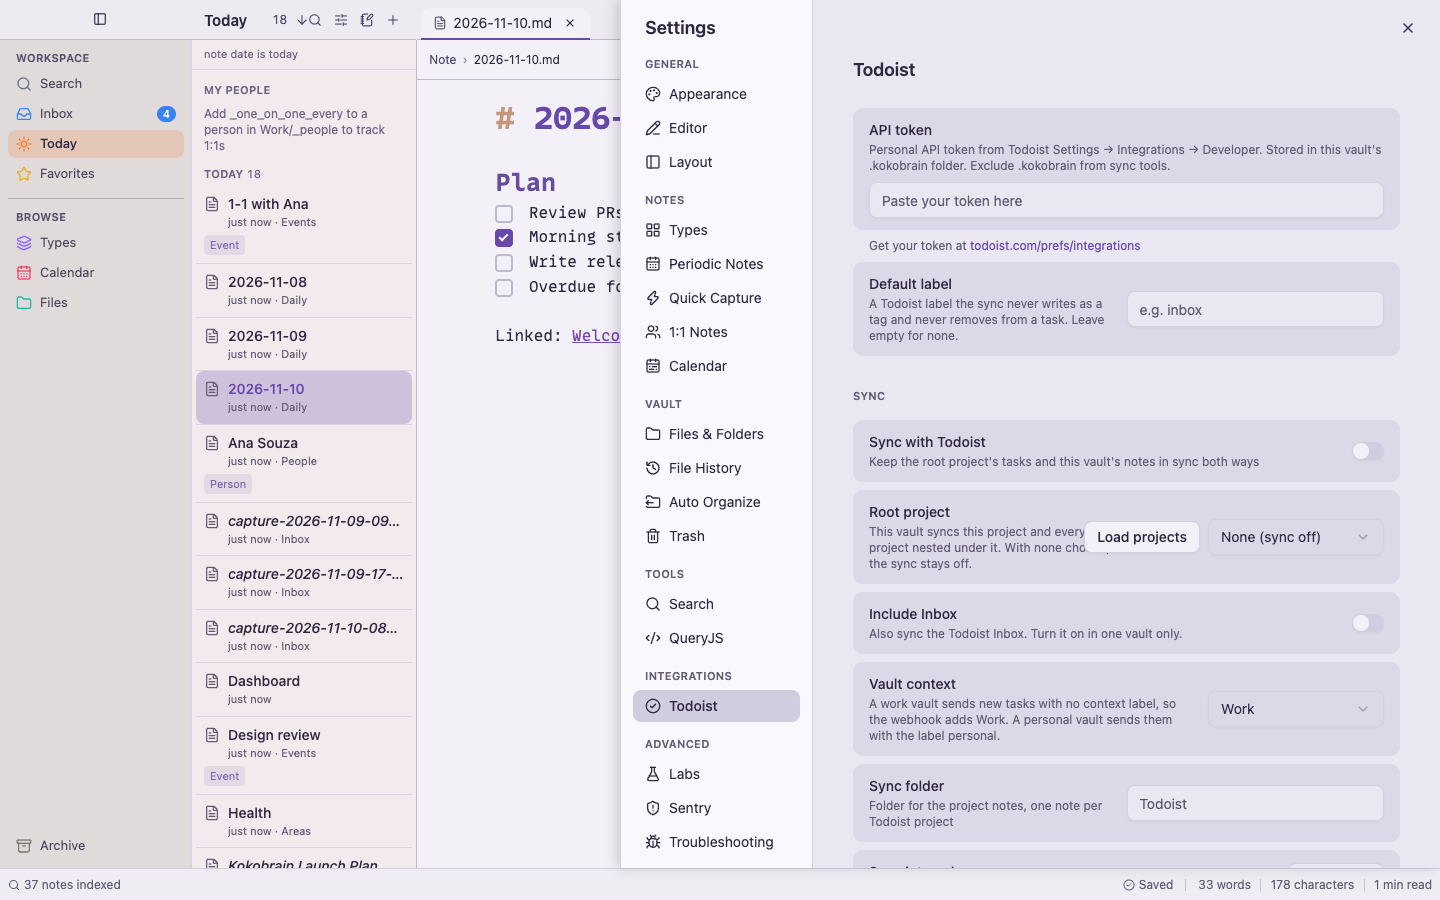 Today
18
WORKSPACE
Search
Inbox
4
Today
Favorites
BROWSE
Types
Calendar
Files
Archive
note date is today
MY PEOPLE
Add _one_on_one_every to a
person in Work/_people to track
1:1s
TODAY 18
1-1 with Ana
just now · Events
Event
2026-11-08
just now · Daily
2026-11-09
just now · Daily
2026-11-10
just now · Daily
Ana Souza
just now · People
Person
capture-2026-11-09-09...
just now · Inbox
capture-2026-11-09-17-...
just now · Inbox
capture-2026-11-10-08...
just now · Inbox
Dashboard
just now
Design review
just now · Events
Event
Health
just now · Areas
Kokobrain Launch Plan
2026-11-10.md
Note › 2026-11-10.md
# 2026-
Plan
Review PRs
Morning st
Write rele
Overdue fo
Linked: Welco
Settings
GENERAL
Appearance
Editor
Layout
NOTES
Types
Periodic Notes
Quick Capture
1:1 Notes
Calendar
VAULT
Files & Folders
File History
Auto Organize
Trash
TOOLS
Search
QueryJS
INTEGRATIONS
Todoist
ADVANCED
Labs
Sentry
Troubleshooting
Todoist
API token
Personal API token from Todoist Settings → Integrations → Developer. Stored in this vault's
.kokobrain folder. Exclude .kokobrain from sync tools.
Paste your token here
Get your token at todoist.com/prefs/integrations
Default label
A Todoist label the sync never writes as a
tag and never removes from a task. Leave
empty for none.
e.g. inbox
SYNC
Sync with Todoist
Keep the root project's tasks and this vault's notes in sync both ways
Root project
This vault syncs this project and every
project nested under it. With none cho
the sync stays off.
Load projects
None (sync off)
Include Inbox
Also sync the Todoist Inbox. Turn it on in one vault only.
Vault context
A work vault sends new tasks with no context label, so
the webhook adds Work. A personal vault sends them
with the label personal.
Work
Sync folder
Folder for the project notes, one note per
Todoist project
Todoist
37 notes indexed
Saved
33 words
178 characters
1 min read